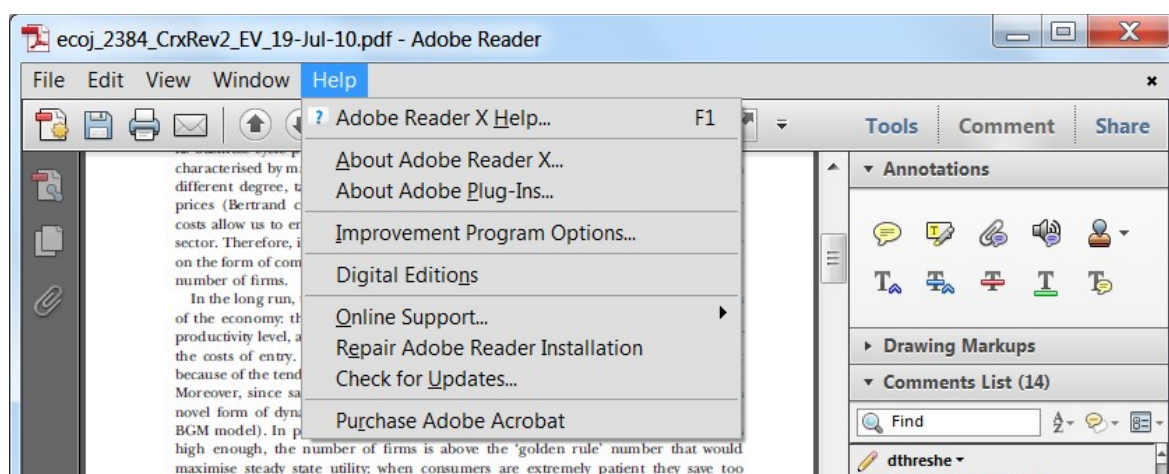 ecoj_2384_CrxRev2_EV_19-Jul-10.pdf - Adobe Reader
File Edit View Window Help
Tools Comment Share
? Adobe Reader X Help... F1
About Adobe Reader X...
About Adobe Plug-Ins...
Improvement Program Options...
Digital Editions
Online Support...
Repair Adobe Reader Installation
Check for Updates...
Purchase Adobe Acrobat
characterised by m
different degree, t
prices (Bertrand c
costs allow us to er
sector. Therefore, i
on the form of com
number of firms.
In the long run,
of the economy: th
productivity level, a
the costs of entry.
because of the tend
Moreover, since sa
novel form of dyna
BGM model). In p
high enough, the number of firms is above the ‘golden rule’ number that would
maximise steady state utility: when consumers are extremely patient they save too
Annotations
Drawing Markups
Comments List (14)
Find
dthreshe